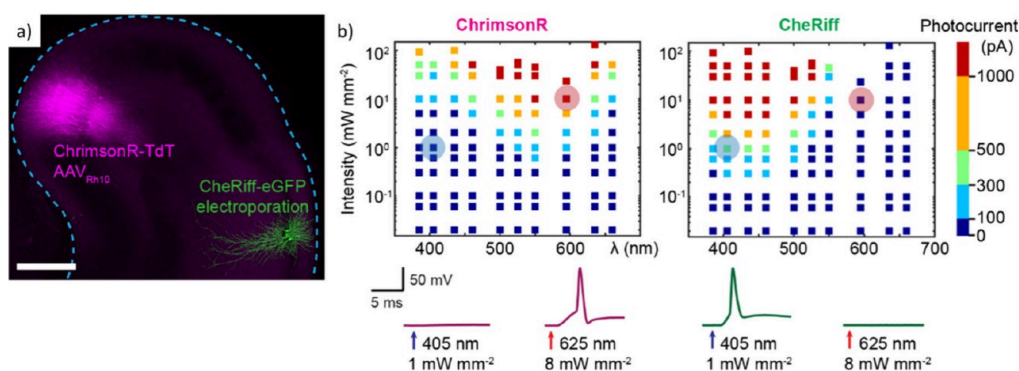 a)
ChrimsonR-TdT
AAVRh10
CheRiff-eGFP
electroporation
b)
ChrimsonR
CheRiff
Photocurrent
(pA)
Intensity (mW mm-2)
10²
10¹
10⁰
10-1
400
500
600
λ (nm)
400
500
600
700
1000
500
300
100
0
50 mV
5 ms
405 nm
1 mW mm-2
625 nm
8 mW mm-2
405 nm
1 mW mm-2
625 nm
8 mW mm-2